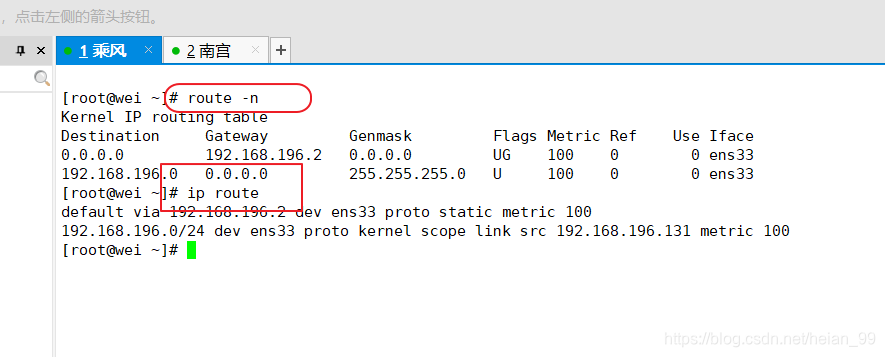 ，点击左侧的箭头按钮。
1 乘风 × 2 南宫 × +
[root@wei ~]# route -n
Kernel IP routing table
Destination Gateway Genmask Flags Metric Ref Use Iface
0.0.0.0 192.168.196.2 0.0.0.0 UG 100 0 0 ens33
192.168.196.0 0.0.0.0 255.255.255.0 U 100 0 0 ens33
[root@wei ~]# ip route
default via 192.168.196.2 dev ens33 proto static metric 100
192.168.196.0/24 dev ens33 proto kernel scope link src 192.168.196.131 metric 100
[root@wei ~]#
https://blog.csdn.net/heian_99